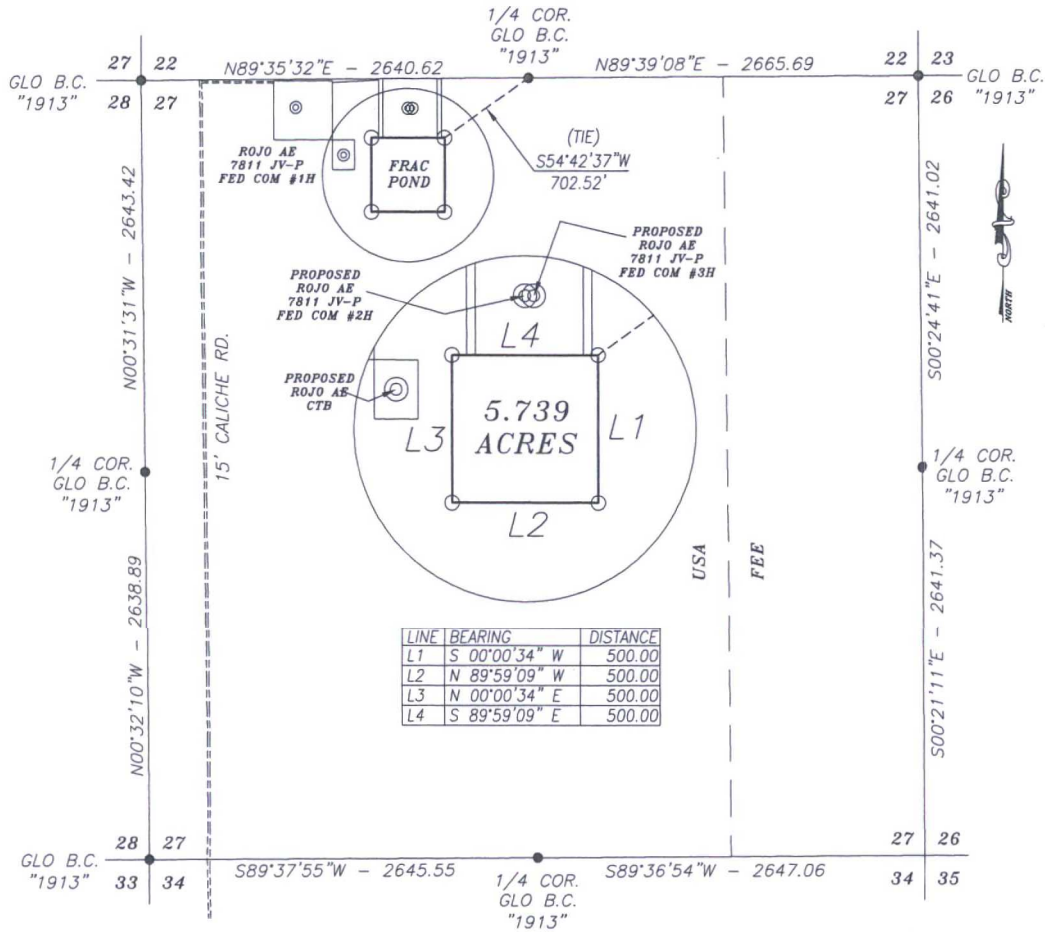 1/4 COR.
GLO B.C.
"1913"
27 22
N89°35'32"E - 2640.62
N89°39'08"E - 2665.69
22 23
GLO B.C.
"1913"
28 27
27 26
GLO B.C.
"1913"
ROJO AE
7811 JV-P
FED COM #1H
FRAC
POND
(TIE)
S54°42'37"W
702.52'
N00°31'31"W - 2643.42
S00°24'41"E - 2641.02
NORTH
15' CALICHE RD.
PROPOSED
ROJO AE
7811 JV-P
FED COM #3H
PROPOSED
ROJO AE
7811 JV-P
FED COM #2H
L4
PROPOSED
ROJO AE
CTB
L3
5.739
ACRES
L1
L2
1/4 COR.
GLO B.C.
"1913"
1/4 COR.
GLO B.C.
"1913"
USA
FEE
N00°32'10"W - 2638.89
S00°21'11"E - 2641.37
LINE BEARING DISTANCE
L1 S 00°00'34" W 500.00
L2 N 89°59'09" W 500.00
L3 N 00°00'34" E 500.00
L4 S 89°59'09" E 500.00
28 27
27 26
GLO B.C.
"1913"
33 34
S89°37'55"W - 2645.55
1/4 COR.
GLO B.C.
"1913"
S89°36'54"W - 2647.06
34 35